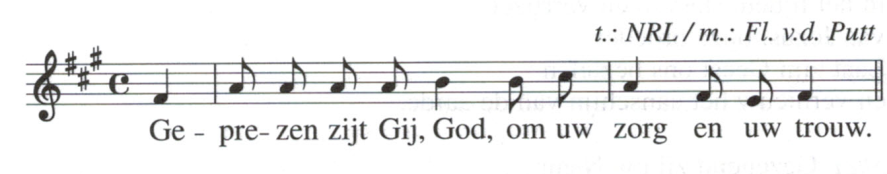 t.: NRL / m.: Fl. v.d. Putt
Ge - pre- zen zijt Gij, God, om uw zorg en uw trouw.